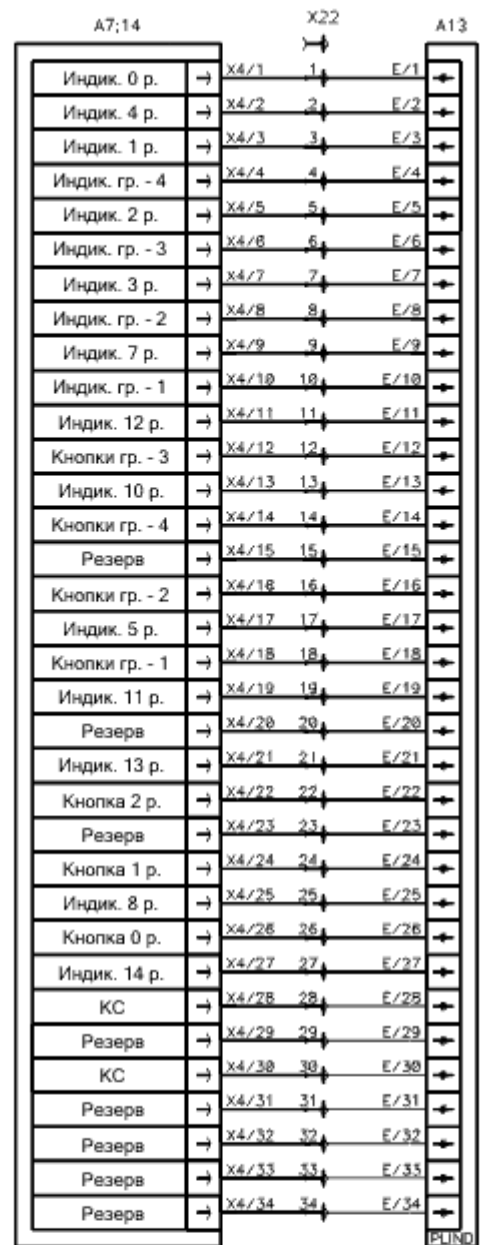 A7;14 X22 A13
Индик. 0 р. X4/1 1 E/1
Индик. 4 р. X4/2 2 E/2
Индик. 1 р. X4/3 3 E/3
Индик. гр. - 4 X4/4 4 E/4
Индик. 2 р. X4/5 5 E/5
Индик. гр. - 3 X4/6 6 E/6
Индик. 3 р. X4/7 7 E/7
Индик. гр. - 2 X4/8 8 E/8
Индик. 7 р. X4/9 9 E/9
Индик. гр. - 1 X4/10 10 E/10
Индик. 12 р. X4/11 11 E/11
Кнопки гр. - 3 X4/12 12 E/12
Индик. 10 р. X4/13 13 E/13
Кнопки гр. - 4 X4/14 14 E/14
Резерв X4/15 15 E/15
Кнопки гр. - 2 X4/16 16 E/16
Индик. 5 р. X4/17 17 E/17
Кнопки гр. - 1 X4/18 18 E/18
Индик. 11 р. X4/19 19 E/19
Резерв X4/20 20 E/20
Индик. 13 р. X4/21 21 E/21
Кнопка 2 р. X4/22 22 E/22
Резерв X4/23 23 E/23
Кнопка 1 р. X4/24 24 E/24
Индик. 8 р. X4/25 25 E/25
Кнопка 0 р. X4/26 26 E/26
Индик. 14 р. X4/27 27 E/27
КС X4/28 28 E/28
Резерв X4/29 29 E/29
КС X4/30 30 E/30
Резерв X4/31 31 E/31
Резерв X4/32 32 E/32
Резерв X4/33 33 E/33
Резерв X4/34 34 E/34
PLIND